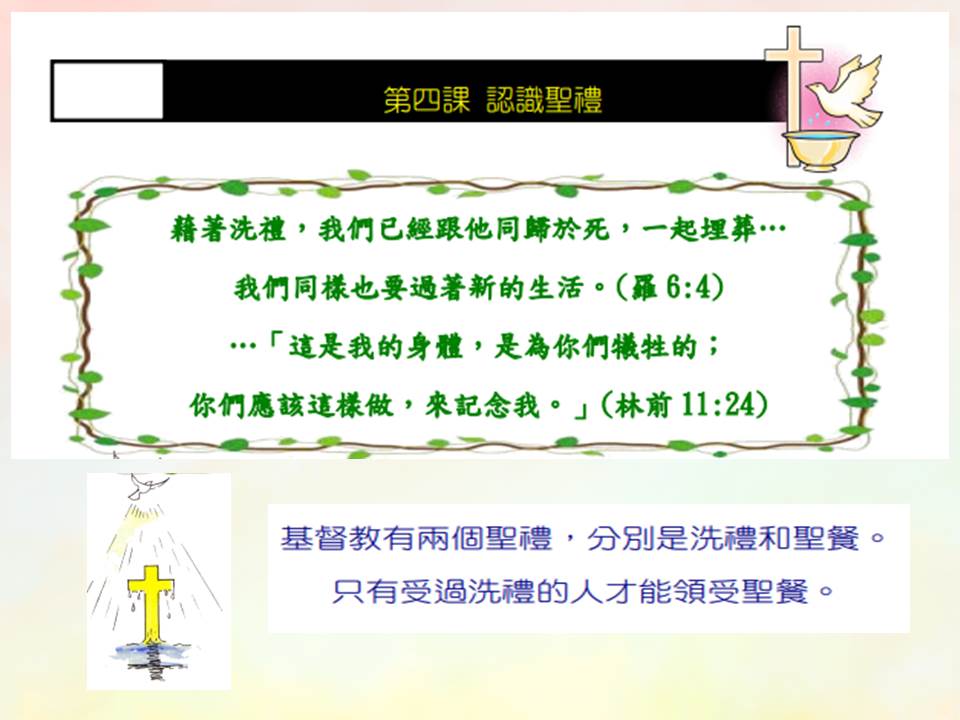 第四課 認識聖禮
藉著洗禮，我們已經跟他同歸於死，一起埋葬…
我們同樣也要過著新的生活。(羅 6:4)
…「這是我的身體，是為你們犧牲的；
你們應該這樣做，來記念我。」(林前 11:24)
基督教有兩個聖禮，分別是洗禮和聖餐。
只有受過洗禮的人才能領受聖餐。